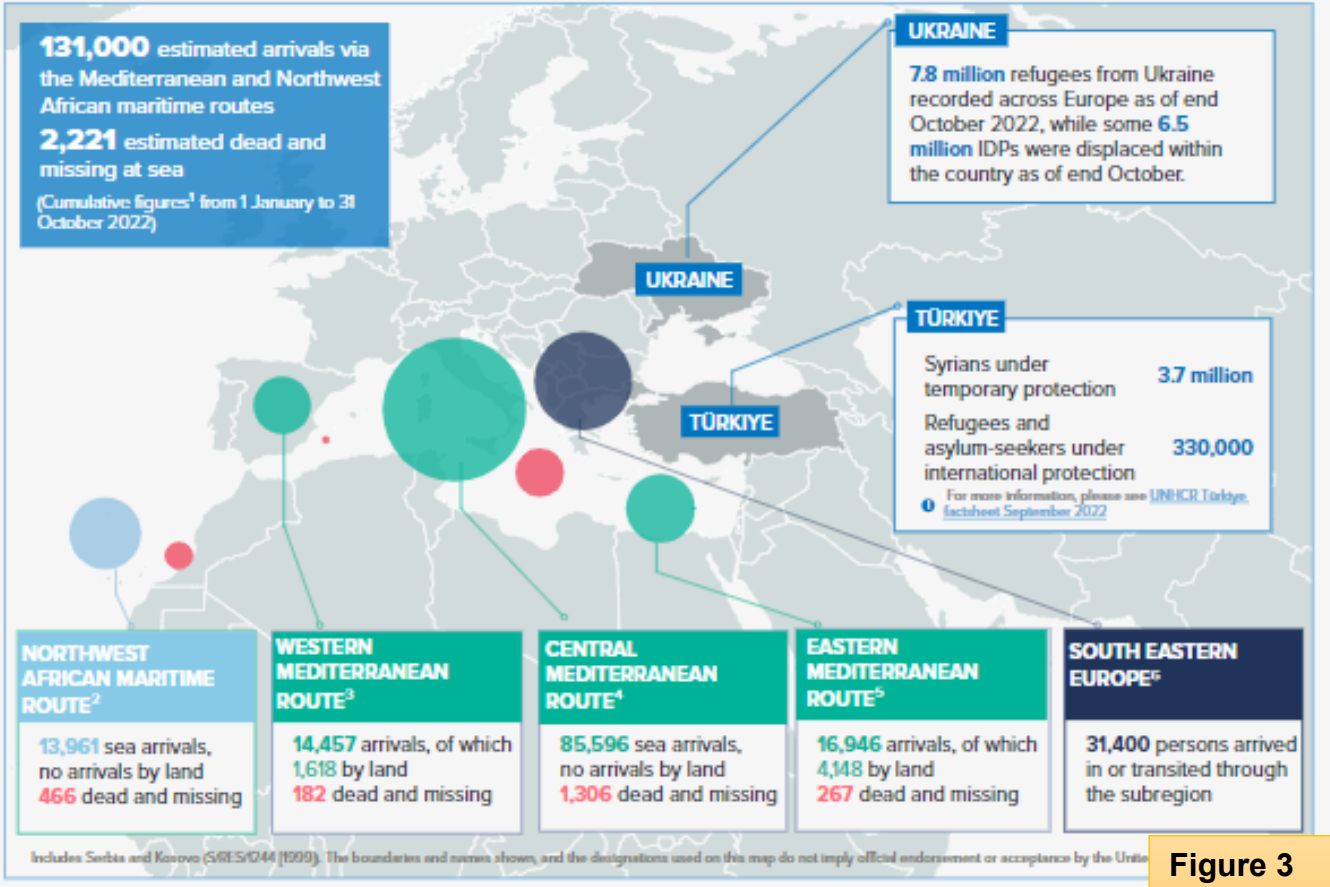 131,000 estimated arrivals via
the Mediterranean and Northwest
African maritime routes
2,221 estimated dead and
missing at sea
(Cumulative figures¹ from 1 January to 31
October 2022)
UKRAINE
7.8 million refugees from Ukraine
recorded across Europe as of end
October 2022, while some 6.5
million IDPs were displaced within
the country as of end October.
UKRAINE
TÜRKIYE
Syrians under
temporary protection
3.7 million
Refugees and
asylum-seekers under
international protection
330,000
For more information, please see UNHCR Türkiye
factsheet September 2022
TÜRKIYE
NORTHWEST
AFRICAN MARITIME
ROUTE²
13,961 sea arrivals,
no arrivals by land
466 dead and missing
WESTERN
MEDITERRANEAN
ROUTE³
14,457 arrivals, of which
1,618 by land
182 dead and missing
CENTRAL
MEDITERRANEAN
ROUTE⁴
85,596 sea arrivals,
no arrivals by land
1,306 dead and missing
EASTERN
MEDITERRANEAN
ROUTE⁵
16,946 arrivals, of which
4,148 by land
267 dead and missing
SOUTH EASTERN
EUROPE⁶
31,400 persons arrived
in or transited through
the subregion
Includes Serbia and Kosovo (S/RES/1244 [1999]). The boundaries and names shown, and the designations used on this map do not imply official endorsement or acceptance by the Unite
Figure 3